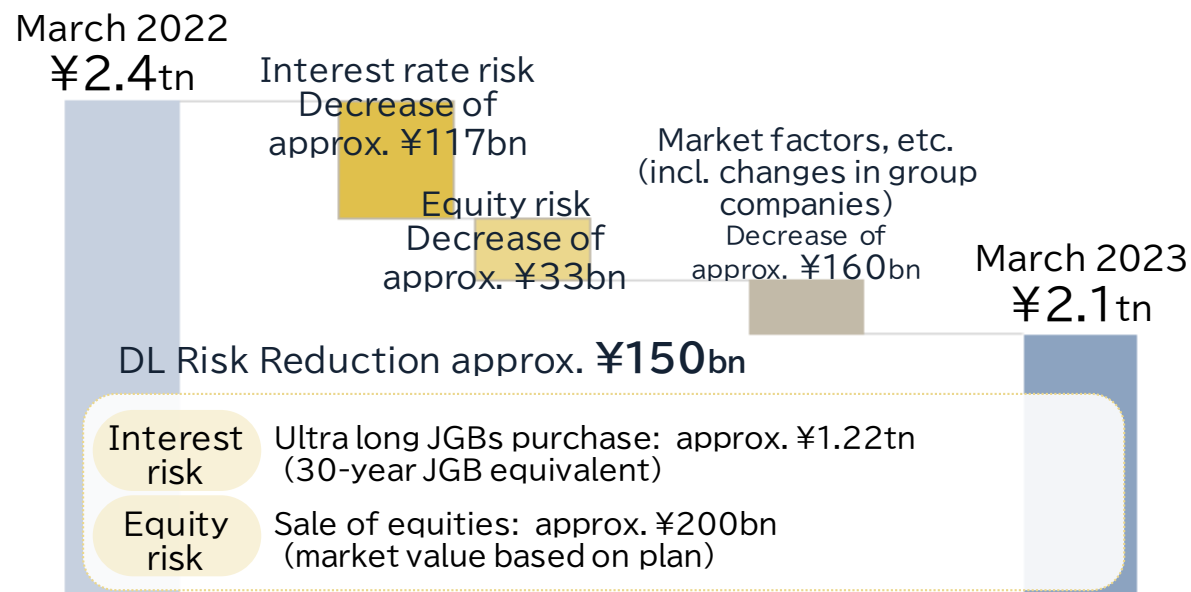 March 2022
¥2.4tn
Interest rate risk
Decrease of
approx. ¥117bn
Equity risk
Decrease of
approx. ¥33bn
Market factors, etc.
(incl. changes in group
companies)
Decrease of
approx. ¥160bn
March 2023
¥2.1tn
DL Risk Reduction approx. ¥150bn
Interest
risk
Ultra long JGBs purchase: approx. ¥1.22tn
(30-year JGB equivalent)
Equity
risk
Sale of equities: approx. ¥200bn
(market value based on plan)